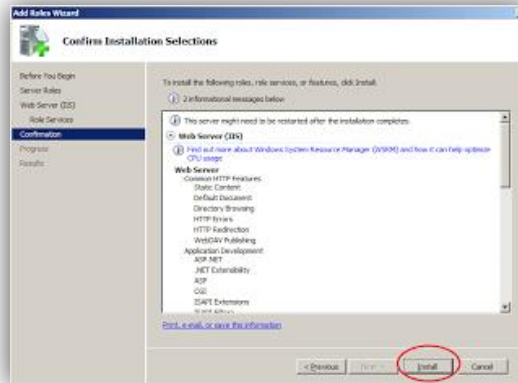 Add Roles Wizard
Confirm Installation Selections
Before You Begin
Server Roles
Web Server (IIS)
Role Services
Confirmation
Progress
Results
To install the following roles, role services, or features, click Install.
2 informational messages below
This server might need to be restarted after the installation completes.
Web Server (IIS)
Find out more about Windows System Resource Manager (WSRM) and how it can help optimize
CPU usage
Web Server
Common HTTP Features
Static Content
Default Document
Directory Browsing
HTTP Errors
HTTP Redirection
WebDAV Publishing
Application Development
ASP.NET
.NET Extensibility
ASP
CGI
ISAPI Extensions
ISAPI Filters
Print, e-mail, or save this information
< Previous
Next >
Install
Cancel